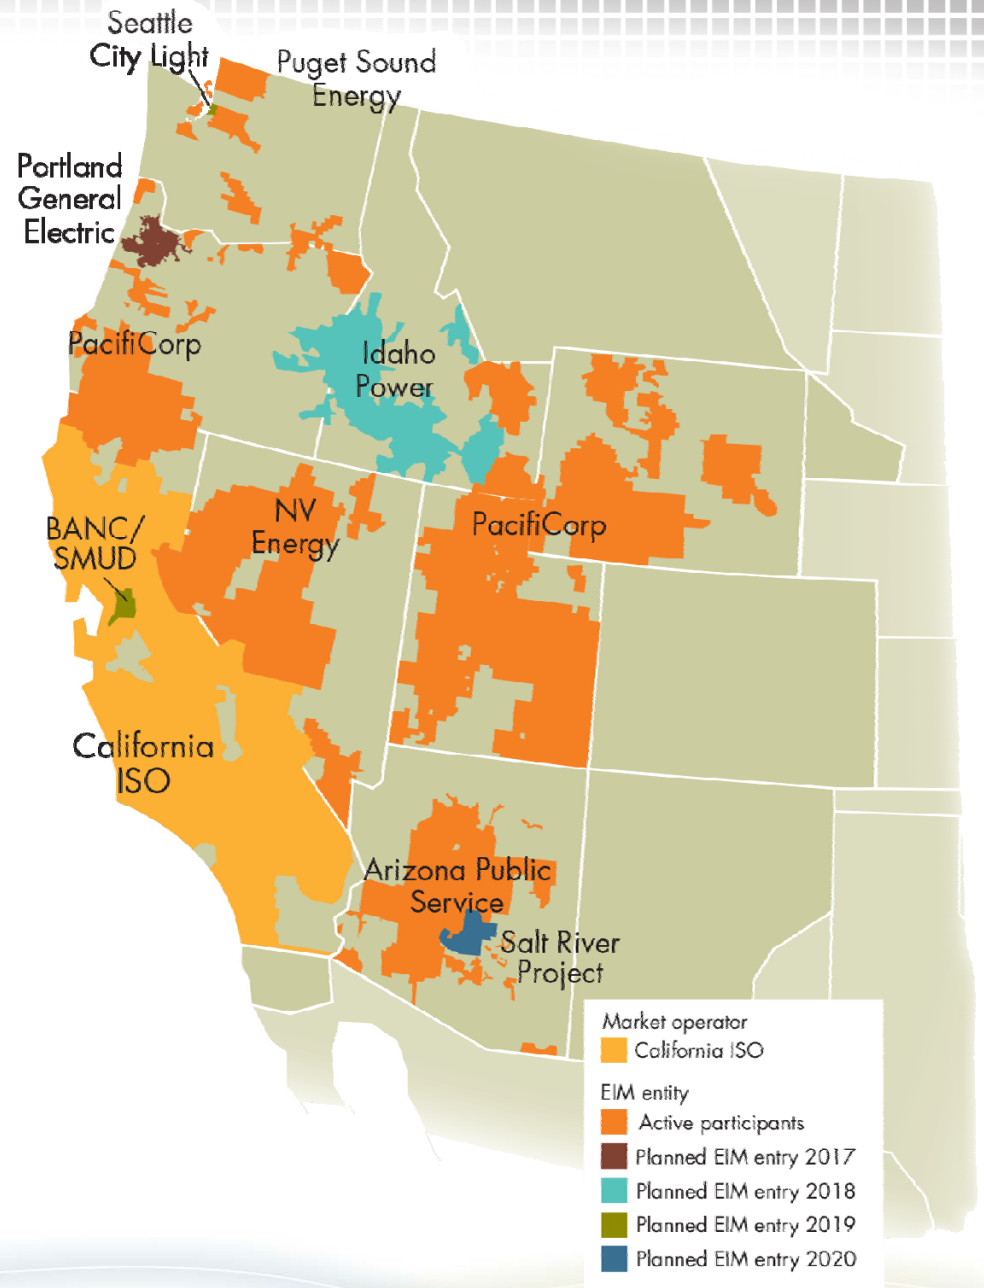 Seattle
City Light
Puget Sound
Energy
Portland
General
Electric
PacifiCorp
Idaho
Power
NV
Energy
PacifiCorp
BANC/
SMUD
California
ISO
Arizona Public
Service
Salt River
Project
Market operator
California ISO
EIM entity
Active participants
Planned EIM entry 2017
Planned EIM entry 2018
Planned EIM entry 2019
Planned EIM entry 2020